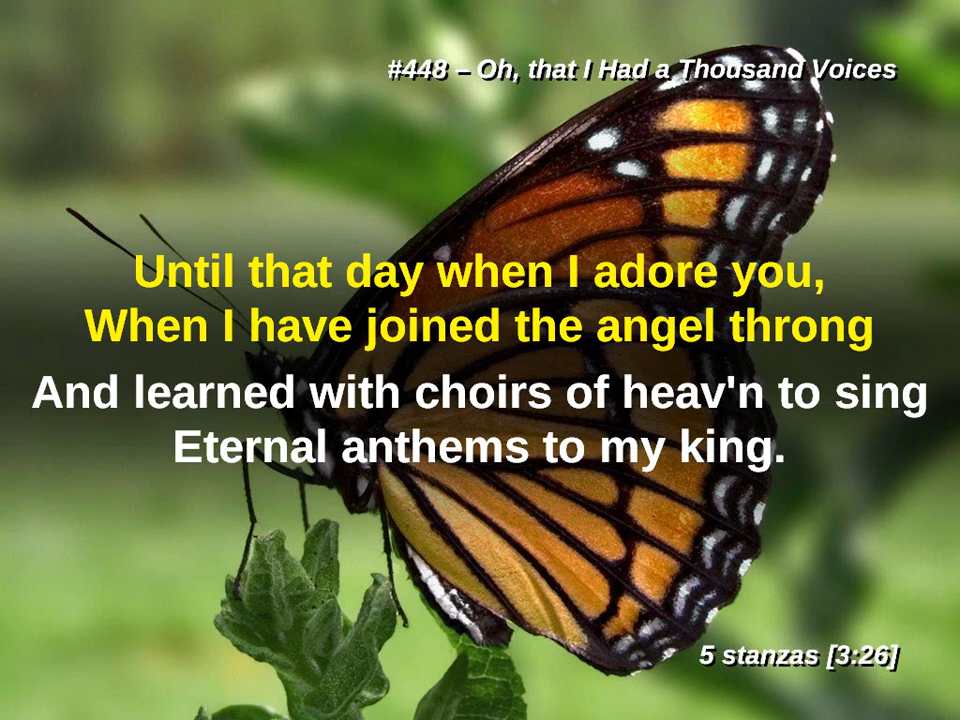 #448 – Oh, that I Had a Thousand Voices
Until that day when I adore you,
When I have joined the angel throng
And learned with choirs of heav'n to sing
Eternal anthems to my king.
5 stanzas [3:26]